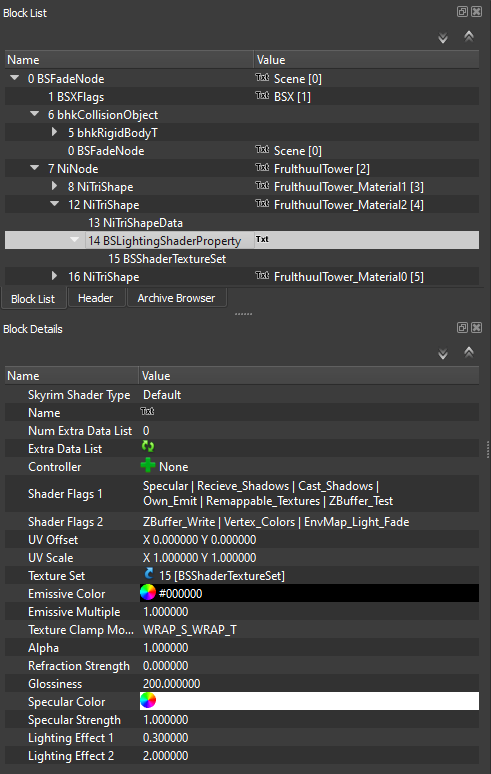 Block List
Name Value
0 BSFadeNode Txt Scene [0]
1 BSXFlags Txt BSX [1]
6 bhkCollisionObject
5 bhkRigidBodyT
0 BSFadeNode Txt Scene [0]
7 NiNode Txt FrulthuulTower [2]
8 NiTriShape Txt FrulthuulTower_Material1 [3]
12 NiTriShape Txt FrulthuulTower_Material2 [4]
13 NiTriShapeData
14 BSLightingShaderProperty Txt
15 BSShaderTextureSet
16 NiTriShape Txt FrulthuulTower_Material0 [5]
Block List Header Archive Browser
Block Details
Name Value
Skyrim Shader Type Default
Name Txt
Num Extra Data List 0
Extra Data List
Controller None
Shader Flags 1 Specular | Recieve_Shadows | Cast_Shadows |
Own_Emit | Remappable_Textures | ZBuffer_Test
Shader Flags 2 ZBuffer_Write | Vertex_Colors | EnvMap_Light_Fade
UV Offset X 0.000000 Y 0.000000
UV Scale X 1.000000 Y 1.000000
Texture Set 15 [BSShaderTextureSet]
Emissive Color #000000
Emissive Multiple 1.000000
Texture Clamp Mo... WRAP_S_WRAP_T
Alpha 1.000000
Refraction Strength 0.000000
Glossiness 200.000000
Specular Color
Specular Strength 1.000000
Lighting Effect 1 0.300000
Lighting Effect 2 2.000000